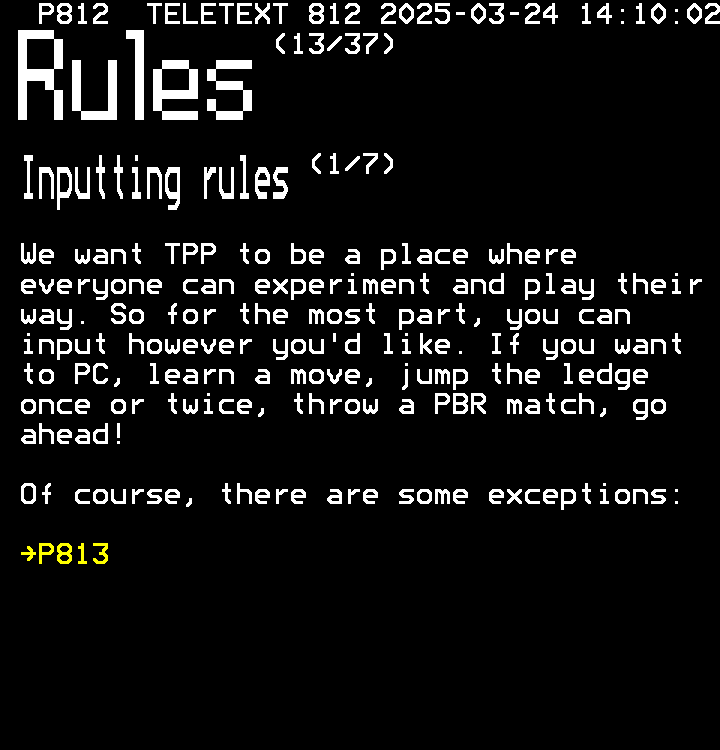 P812 TELETEXT 812 2025-03-24 14:10:02
Rules (13/37)
Inputting rules (1/7)
We want TPP to be a place where
everyone can experiment and play their
way. So for the most part, you can
input however you'd like. If you want
to PC, learn a move, jump the ledge
once or twice, throw a PBR match, go
ahead!
Of course, there are some exceptions:
→P813